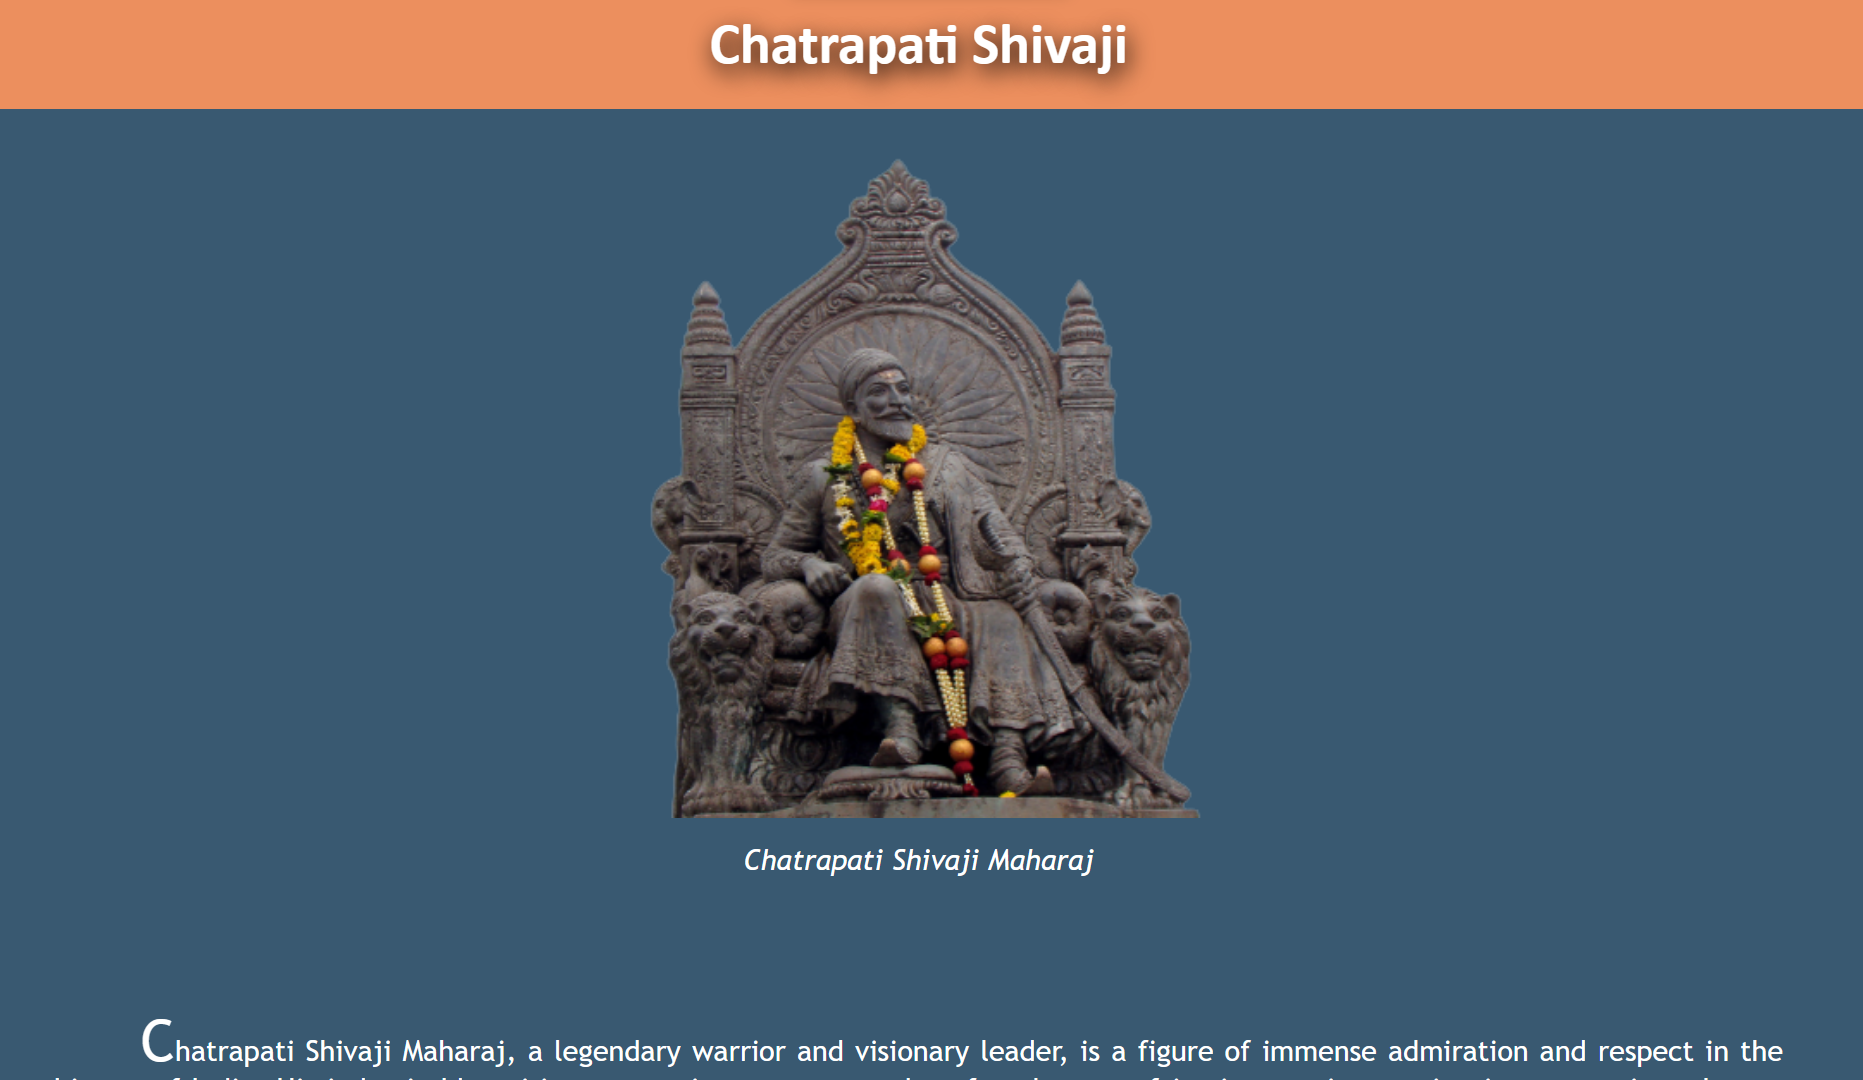 Chatrapati Shivaji
Chatrapati Shivaji Maharaj
Chatrapati Shivaji Maharaj, a legendary warrior and visionary leader, is a figure of immense admiration and respect in the